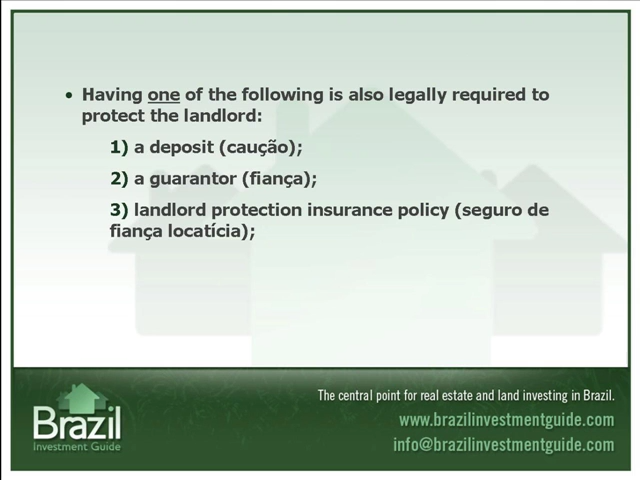 • Having one of the following is also legally required to
protect the landlord:
1) a deposit (caução);
2) a guarantor (fiança);
3) landlord protection insurance policy (seguro de
fiança locatícia);
The central point for real estate and land investing in Brazil.
www.brazilinvestmentguide.com
info@brazilinvestmentguide.com
Brazil
Investment Guide